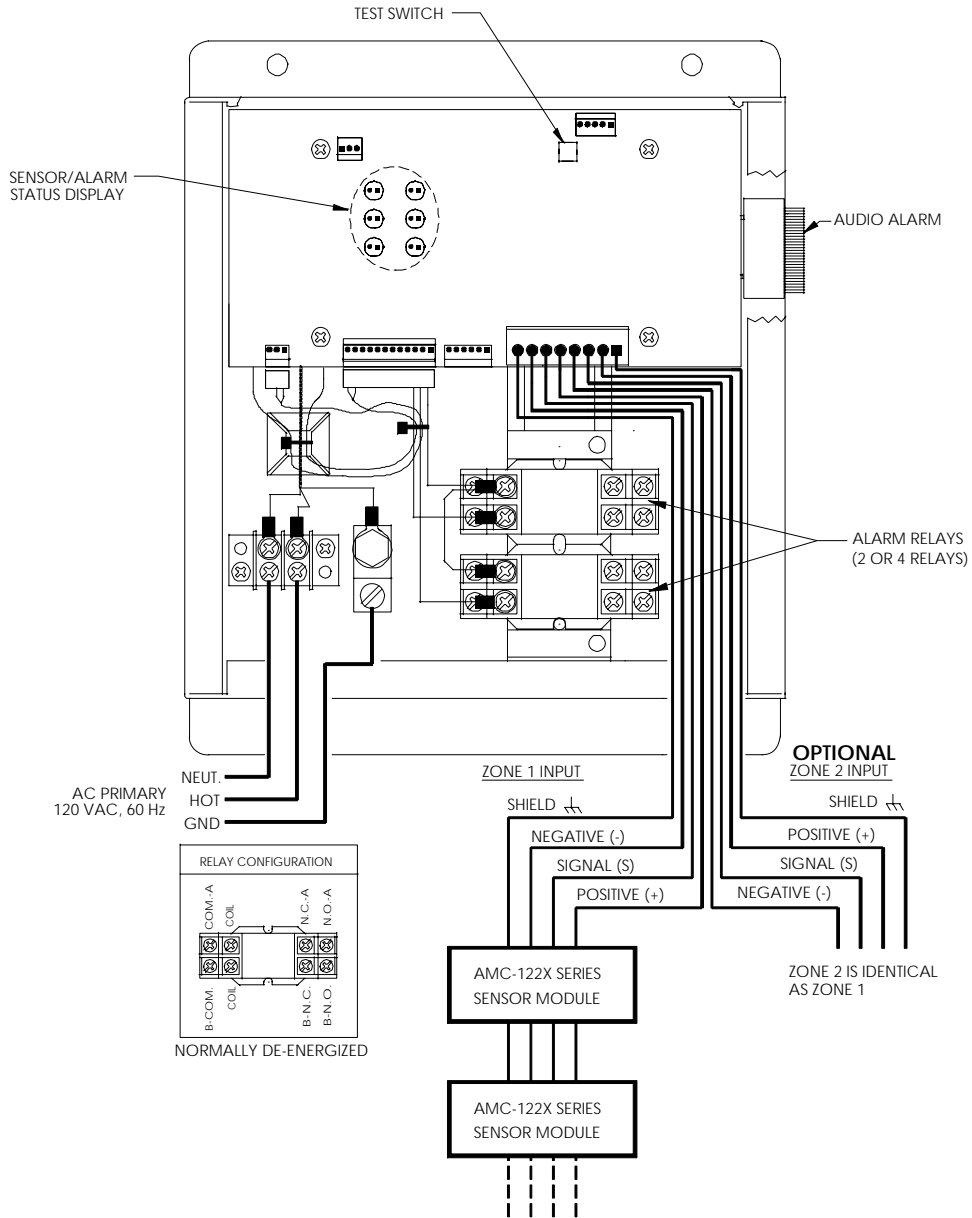 TEST SWITCH
SENSOR/ALARM
STATUS DISPLAY
AUDIO ALARM
ALARM RELAYS
(2 OR 4 RELAYS)
NEUT.
AC PRIMARY
120 VAC, 60 Hz
HOT
GND
ZONE 1 INPUT
OPTIONAL
ZONE 2 INPUT
SHIELD
NEGATIVE (-)
SIGNAL (S)
POSITIVE (+)
SHIELD
POSITIVE (+)
SIGNAL (S)
NEGATIVE (-)
ZONE 2 IS IDENTICAL
AS ZONE 1
RELAY CONFIGURATION
COM.-A
COIL
N.C.-A
N.O.-A
B-COM.
COIL
B-N.C.
B-N.O.
NORMALLY DE-ENERGIZED
AMC-122X SERIES
SENSOR MODULE
AMC-122X SERIES
SENSOR MODULE